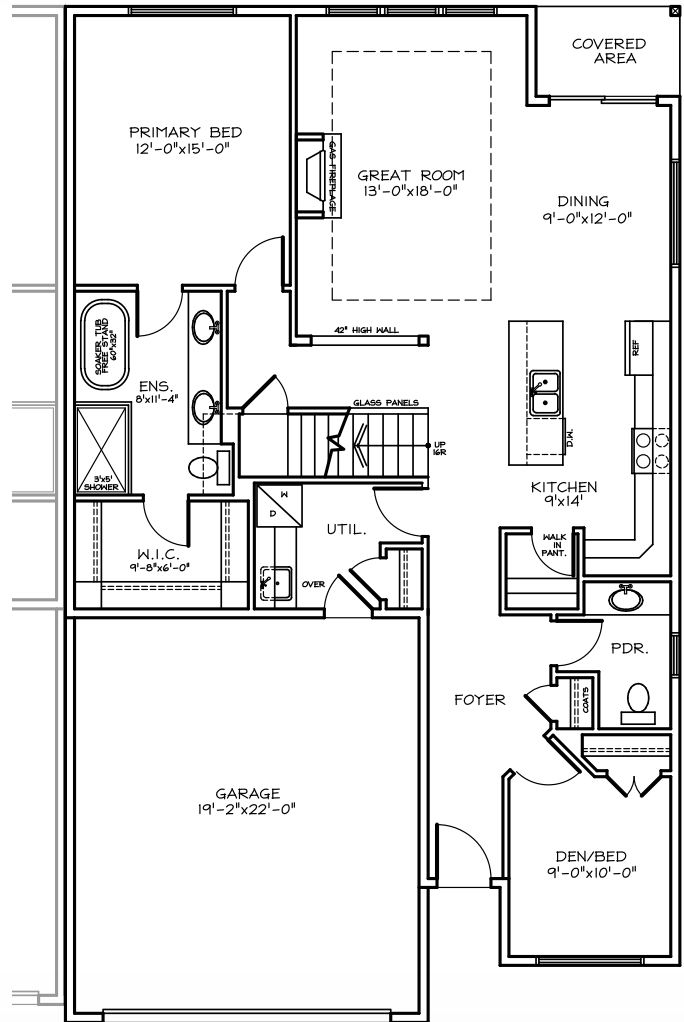 COVERED
AREA
PRIMARY BED
12'-0"x15'-0"
GAS FIREPLACE
GREAT ROOM
13'-0"x18'-0"
DINING
9'-0"x12'-0"
42" HIGH WALL
SOAKER TUB
FREE STAND
60"x32"
REF
ENS.
8'x11'-4"
GLASS PANELS
UP
16R
D.W.
3'x5'
SHOWER
KITCHEN
9'x14'
W
D
UTIL.
WALK
IN
PANT.
W.I.C.
9'-8"x6'-0"
OVER
PDR.
FOYER
COATS
GARAGE
19'-2"x22'-0"
DEN/BED
9'-0"x10'-0"